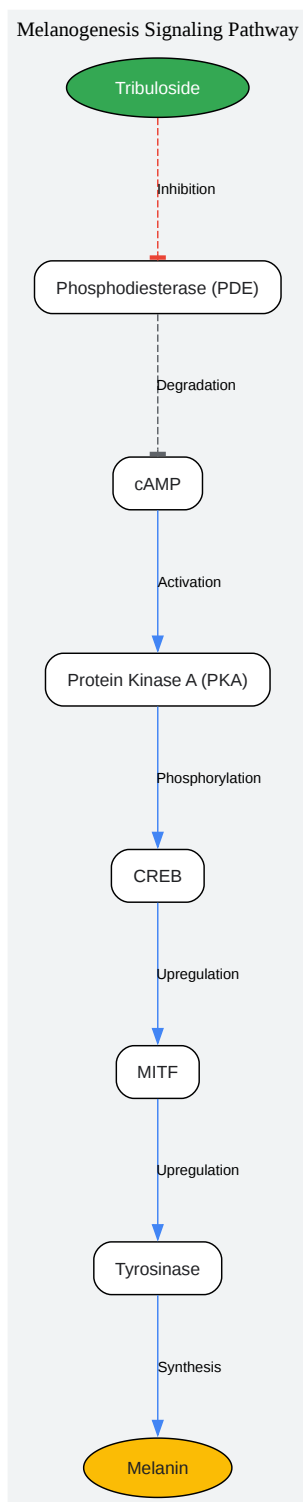 Melanogenesis Signaling Pathway
Tribuloside
Inhibition
Phosphodiesterase (PDE)
Degradation
cAMP
Activation
Protein Kinase A (PKA)
Phosphorylation
CREB
Upregulation
MITF
Upregulation
Tyrosinase
Synthesis
Melanin